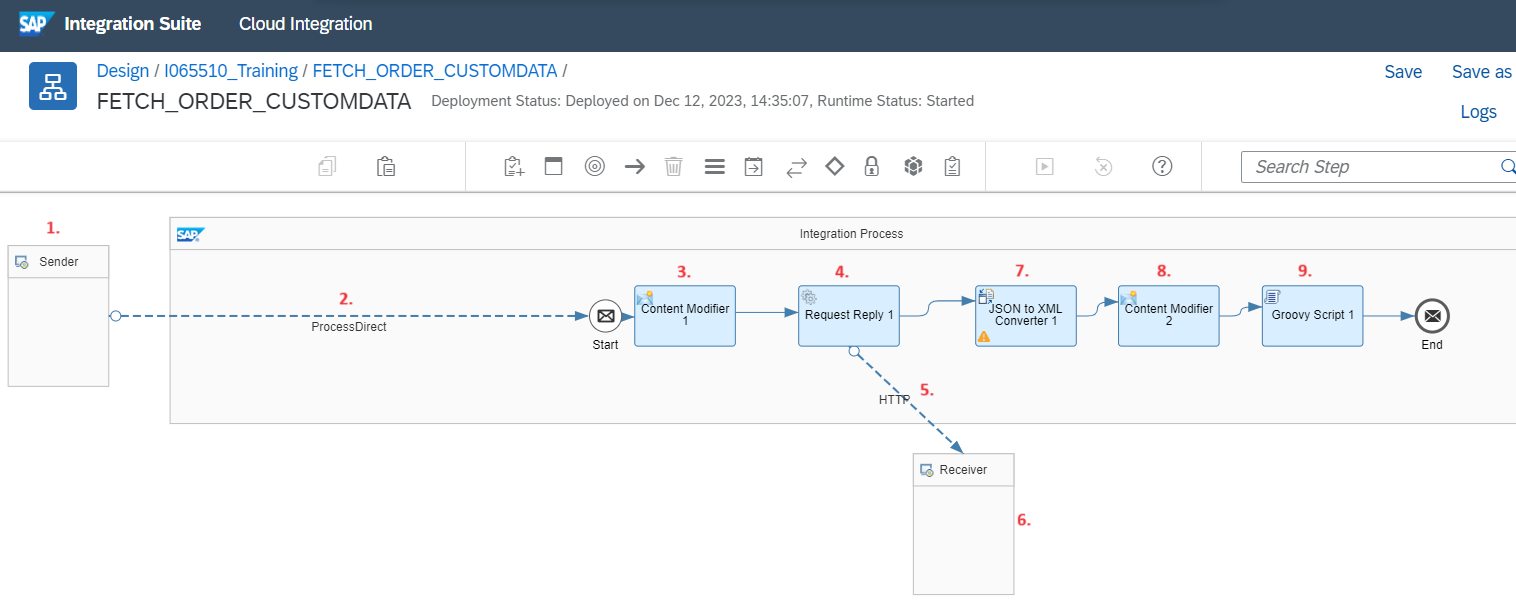 SAP Integration Suite Cloud Integration
Design / I065510_Training / FETCH_ORDER_CUSTOMDATA /
Save Save as
FETCH_ORDER_CUSTOMDATA Deployment Status: Deployed on Dec 12, 2023, 14:35:07, Runtime Status: Started
Logs
Search Step
1.
Sender
SAP
Integration Process
2.
ProcessDirect
Start
3.
Content Modifier
1
4.
Request Reply 1
7.
JSON to XML
Converter 1
8.
Content Modifier
2
9.
Groovy Script 1
End
5.
HTTP
Receiver
6.